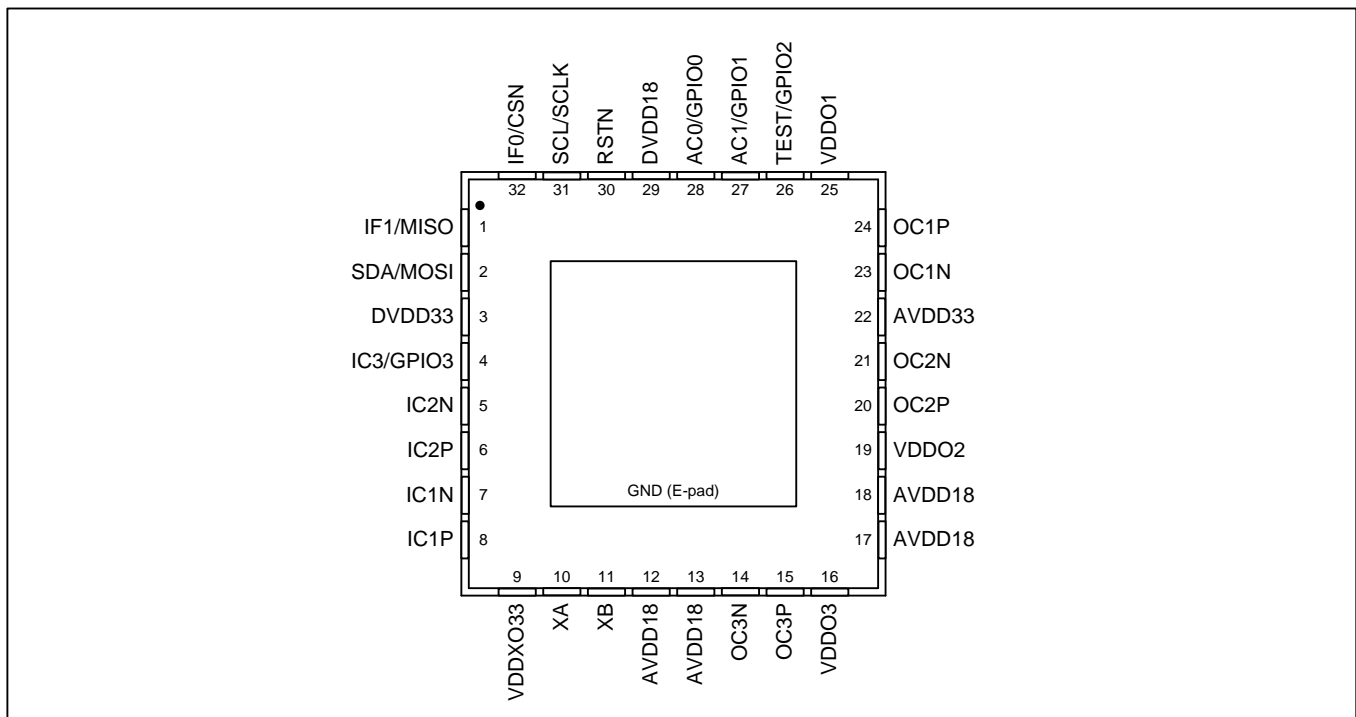 IF0/CSN
SCL/SCLK
RSTN
DVDD18
AC0/GPIO0
AC1/GPIO1
TEST/GPIO2
VDDO1
32 31 30 29 28 27 26 25
IF1/MISO 1
SDA/MOSI 2
DVDD33 3
IC3/GPIO3 4
IC2N 5
IC2P 6
IC1N 7
IC1P 8
24 OC1P
23 OC1N
22 AVDD33
21 OC2N
20 OC2P
19 VDDO2
18 AVDD18
17 AVDD18
GND (E-pad)
9 10 11 12 13 14 15 16
VDDXO33
XA
XB
AVDD18
AVDD18
OC3N
OC3P
VDDO3